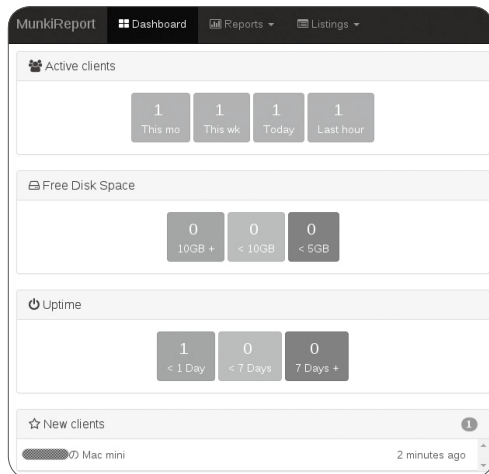 MunkiReport Dashboard Reports Listings
Active clients
1 1 1 1
This mo This wk Today Last hour
Free Disk Space
0 0 0
10GB + < 10GB < 5GB
Uptime
1 0 0
< 1 Day < 7 Days 7 Days +
New clients 1
の Mac mini 2 minutes ago